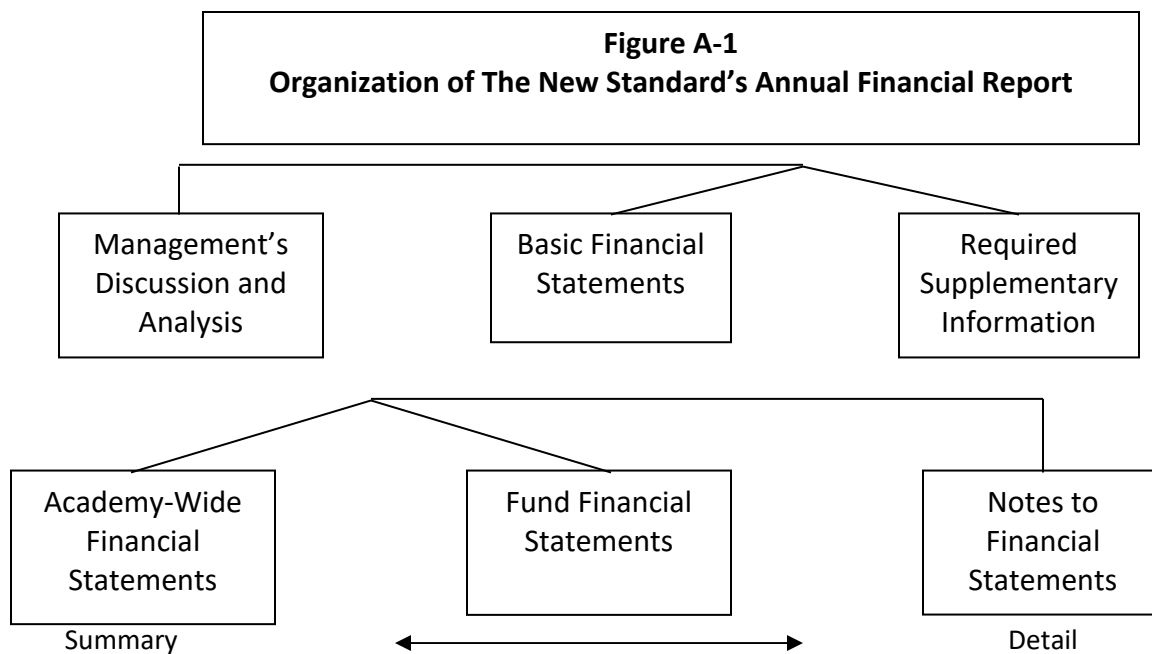 Figure A-1
Organization of The New Standard’s Annual Financial Report
Management’s
Discussion and
Analysis
Basic Financial
Statements
Required
Supplementary
Information
Academy-Wide
Financial
Statements
Fund Financial
Statements
Notes to
Financial
Statements
Summary
Detail